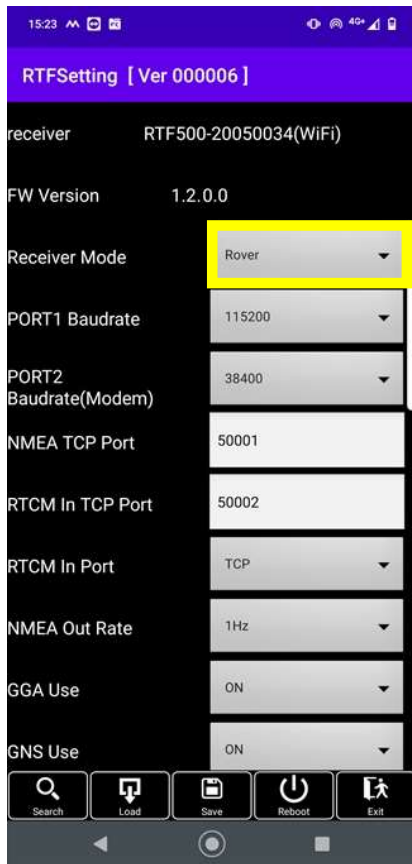 15:23 4G+
RTFSetting [ Ver 000006 ]
receiver RTF500-20050034(WiFi)
FW Version 1.2.0.0
Receiver Mode Rover
PORT1 Baudrate 115200
PORT2
Baudrate(Modem) 38400
NMEA TCP Port 50001
RTCM In TCP Port 50002
RTCM In Port TCP
NMEA Out Rate 1Hz
GGA Use ON
GNS Use ON
Search Load Save Reboot Exit